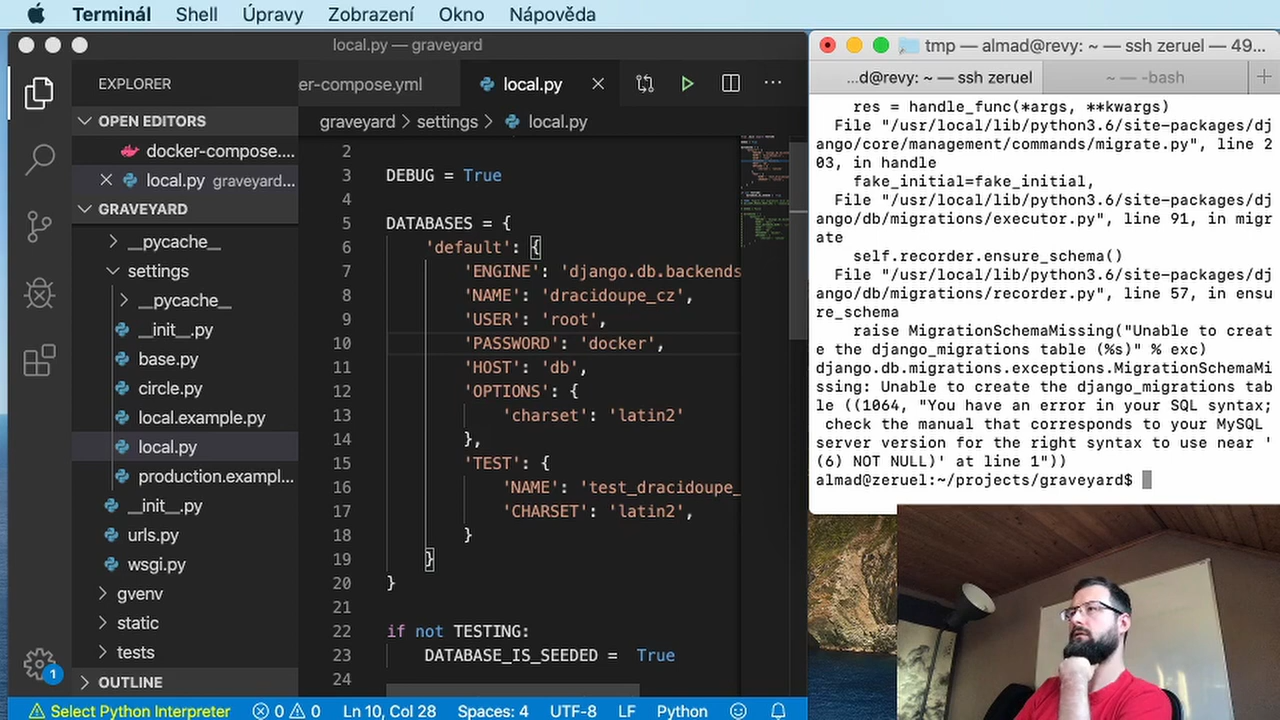 Terminál Shell Úpravy Zobrazení Okno Nápověda
local.py — graveyard
EXPLORER
OPEN EDITORS
docker-compose....
local.py graveyard...
GRAVEYARD
__pycache__
settings
__pycache__
__init__.py
base.py
circle.py
local.example.py
local.py
production.exampl...
__init__.py
urls.py
wsgi.py
gvenv
static
tests
OUTLINE
1
er-compose.yml
local.py
graveyard > settings > local.py
2
3 DEBUG = True
4
5 DATABASES = {
6 'default': {
7 'ENGINE': 'django.db.backends
8 'NAME': 'dracidoupe_cz',
9 'USER': 'root',
10 'PASSWORD': 'docker',
11 'HOST': 'db',
12 'OPTIONS': {
13 'charset': 'latin2'
14 },
15 'TEST': {
16 'NAME': 'test_dracidoupe_
17 'CHARSET': 'latin2',
18 }
19 }
20 }
21
22 if not TESTING:
23 DATABASE_IS_SEEDED = True
24
Select Python Interpreter 0 0 Ln 10, Col 28 Spaces: 4 UTF-8 LF Python
tmp — almad@revy: ~ — ssh zeruel — 49...
...d@revy: ~ — ssh zeruel ~ — -bash
res = handle_func(*args, **kwargs)
File "/usr/local/lib/python3.6/site-packages/dj
ango/core/management/commands/migrate.py", line 2
03, in handle
fake_initial=fake_initial,
File "/usr/local/lib/python3.6/site-packages/dj
ango/db/migrations/executor.py", line 91, in migr
ate
self.recorder.ensure_schema()
File "/usr/local/lib/python3.6/site-packages/dj
ango/db/migrations/recorder.py", line 57, in ensu
re_schema
raise MigrationSchemaMissing("Unable to creat
e the django_migrations table (%s)" % exc)
django.db.migrations.exceptions.MigrationSchemaMi
ssing: Unable to create the django_migrations tab
le ((1064, "You have an error in your SQL syntax;
check the manual that corresponds to your MySQL
server version for the right syntax to use near '
(6) NOT NULL)' at line 1"))
almad@zeruel:~/projects/graveyard$